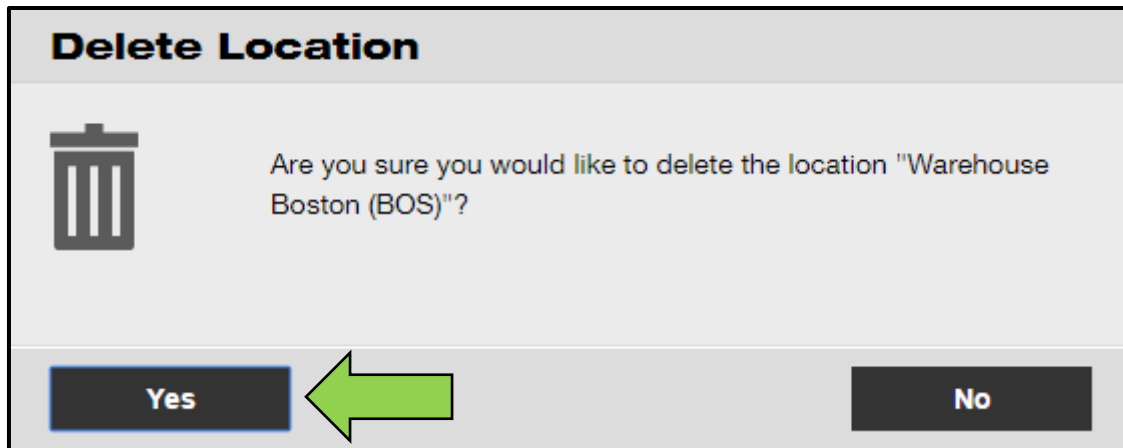 Delete Location
Are you sure you would like to delete the location "Warehouse
Boston (BOS)"?
Yes
No